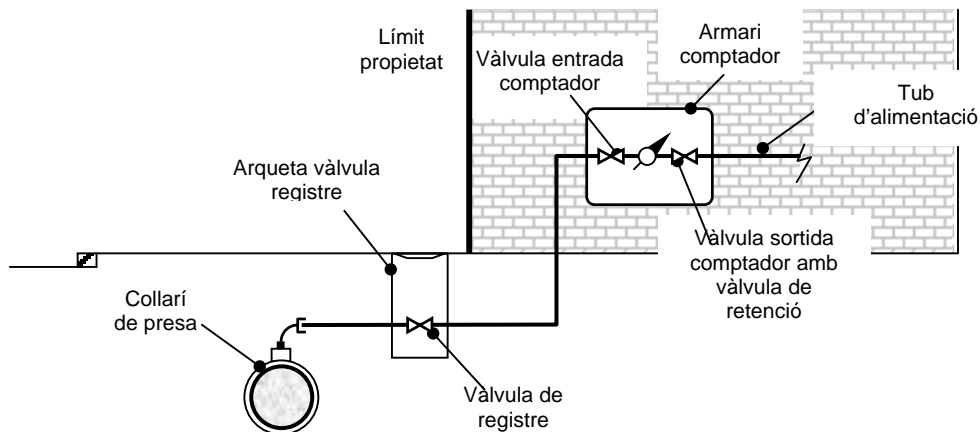 Límit
propietat
Vàlvula entrada
comptador
Armari
comptador
Tub
d'alimentació
Arqueta vàlvula
registre
Vàlvula sortida
comptador amb
vàlvula de
retenció
Collarí
de presa
Vàlvula de
registre